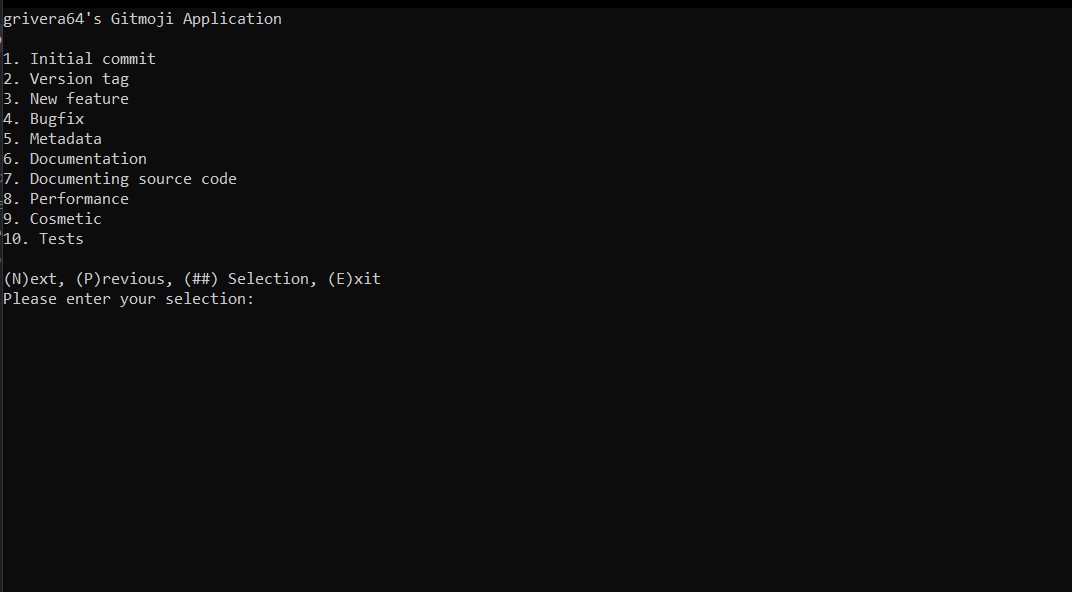 grivera64's Gitmoji Application
1. Initial commit
2. Version tag
3. New feature
4. Bugfix
5. Metadata
6. Documentation
7. Documenting source code
8. Performance
9. Cosmetic
10. Tests
(N)ext, (P)revious, (##) Selection, (E)xit
Please enter your selection: